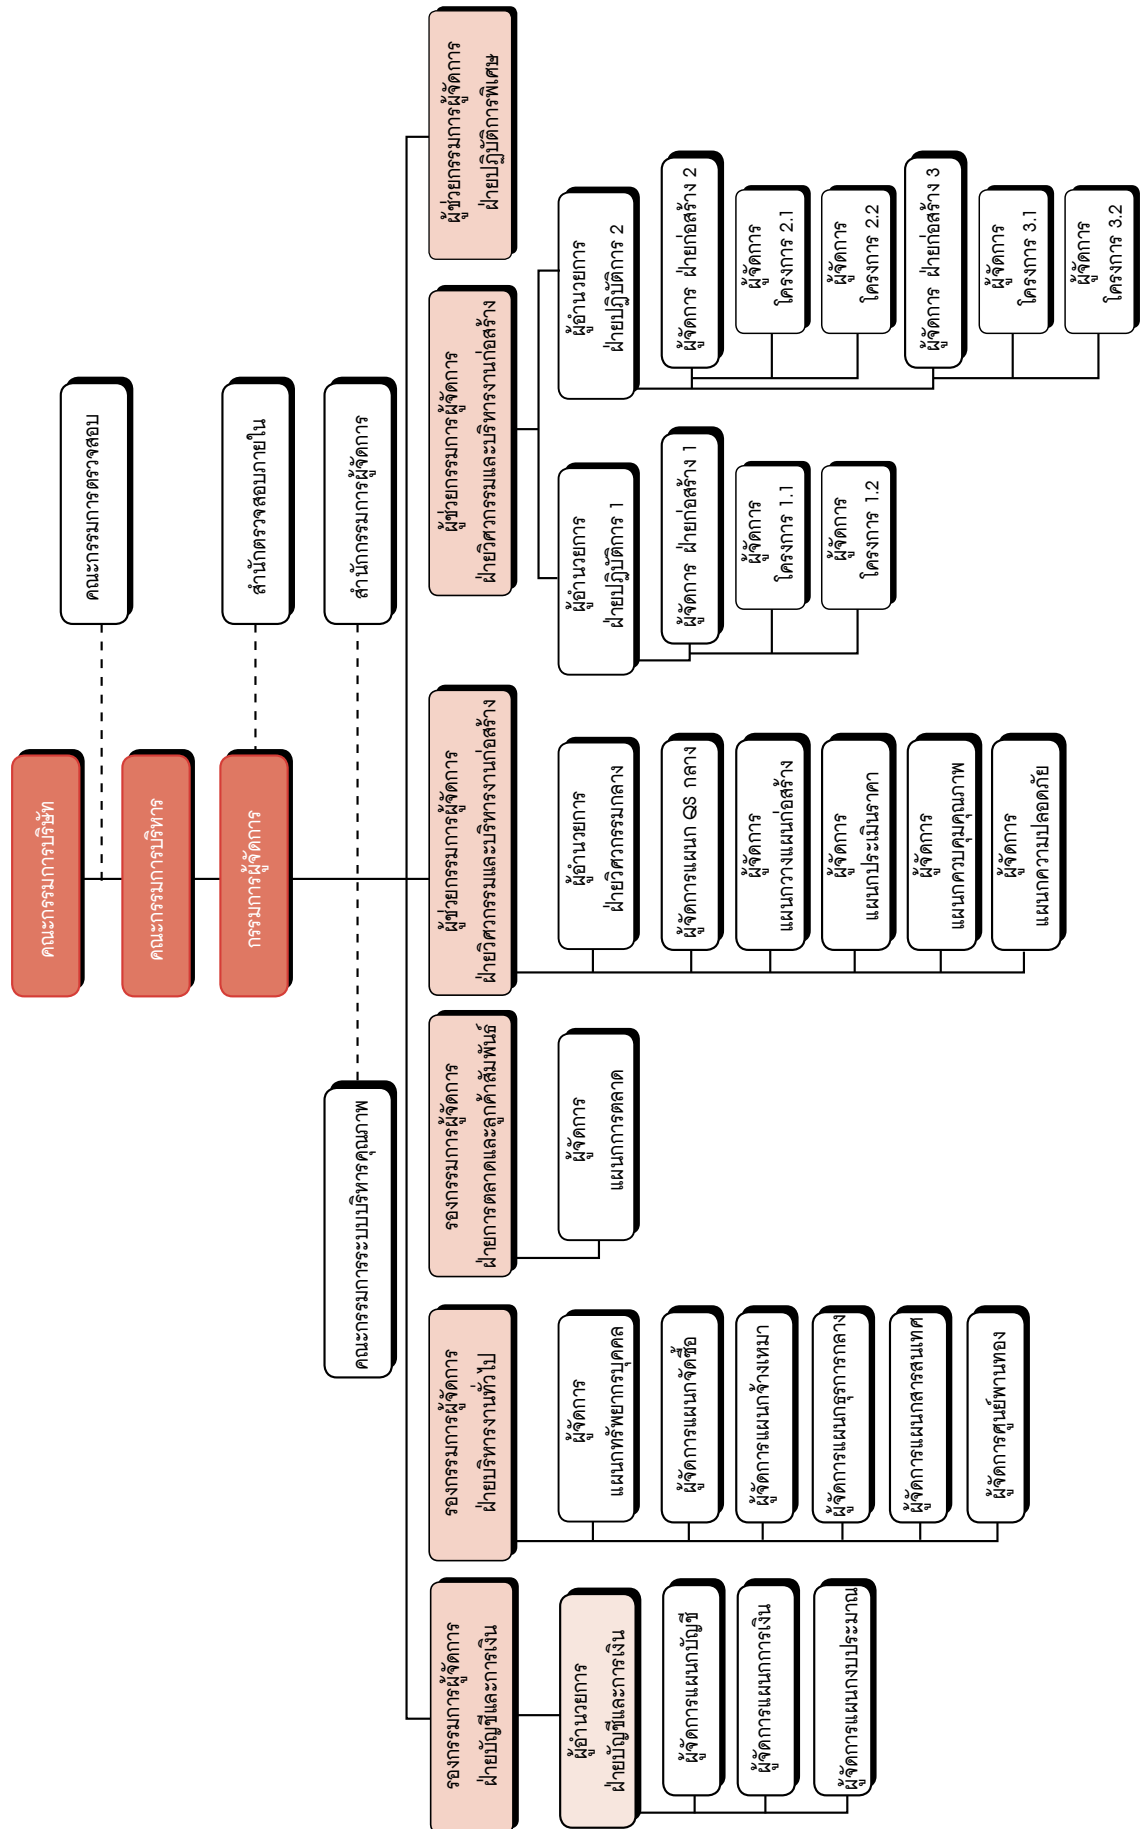 คณะกรรมการบริษัท
คณะกรรมการตรวจสอบ
คณะกรรมการบริหาร
กรรมการผู้จัดการ
สำนักตรวจสอบภายใน
คณะกรรมการระบบบริหารคุณภาพ
สำนักกรรมการผู้จัดการ
รองกรรมการผู้จัดการ
ฝ่ายบัญชีและการเงิน
ผู้อำนวยการ
ฝ่ายบัญชีและการเงิน
ผู้จัดการแผนกบัญชี
ผู้จัดการแผนกการเงิน
ผู้จัดการแผนกงบประมาณ
รองกรรมการผู้จัดการ
ฝ่ายบริหารงานทั่วไป
ผู้จัดการ
แผนกทรัพยากรบุคคล
ผู้จัดการแผนกจัดซื้อ
ผู้จัดการแผนกจ้างเหมา
ผู้จัดการแผนกธุรการกลาง
ผู้จัดการแผนกสารสนเทศ
ผู้จัดการศูนย์พานทอง
รองกรรมการผู้จัดการ
ฝ่ายการตลาดและลูกค้าสัมพันธ์
ผู้จัดการ
แผนกการตลาด
ผู้ช่วยกรรมการผู้จัดการ
ฝ่ายวิศวกรรมและบริหารงานก่อสร้าง
ผู้อำนวยการ
ฝ่ายวิศวกรรมกลาง
ผู้จัดการแผนก QS กลาง
ผู้จัดการ
แผนกวางแผนก่อสร้าง
ผู้จัดการ
แผนกประเมินราคา
ผู้จัดการ
แผนกควบคุมคุณภาพ
ผู้จัดการ
แผนกความปลอดภัย
ผู้ช่วยกรรมการผู้จัดการ
ฝ่ายวิศวกรรมและบริหารงานก่อสร้าง
ผู้อำนวยการ
ฝ่ายปฏิบัติการ 1
ผู้จัดการ ฝ่ายก่อสร้าง 1
ผู้จัดการ
โครงการ 1.1
ผู้จัดการ
โครงการ 1.2
ผู้อำนวยการ
ฝ่ายปฏิบัติการ 2
ผู้จัดการ ฝ่ายก่อสร้าง 2
ผู้จัดการ
โครงการ 2.1
ผู้จัดการ
โครงการ 2.2
ผู้จัดการ ฝ่ายก่อสร้าง 3
ผู้จัดการ
โครงการ 3.1
ผู้จัดการ
โครงการ 3.2
ผู้ช่วยกรรมการผู้จัดการ
ฝ่ายปฏิบัติการพิเศษ